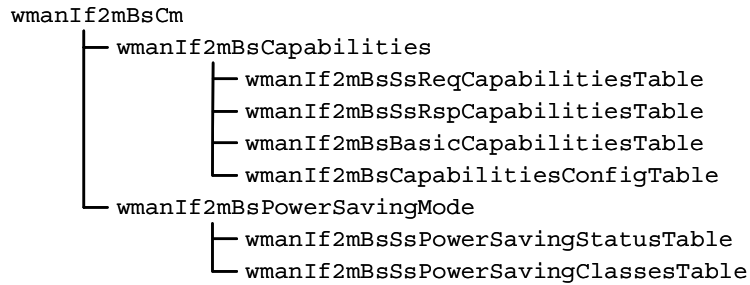 wmanIf2mBsCm
wmanIf2mBsCapabilities
wmanIf2mBsSsReqCapabilitiesTable
wmanIf2mBsSsRspCapabilitiesTable
wmanIf2mBsBasicCapabilitiesTable
wmanIf2mBsCapabilitiesConfigTable
wmanIf2mBsPowerSavingMode
wmanIf2mBsSsPowerSavingStatusTable
wmanIf2mBsSsPowerSavingClassesTable